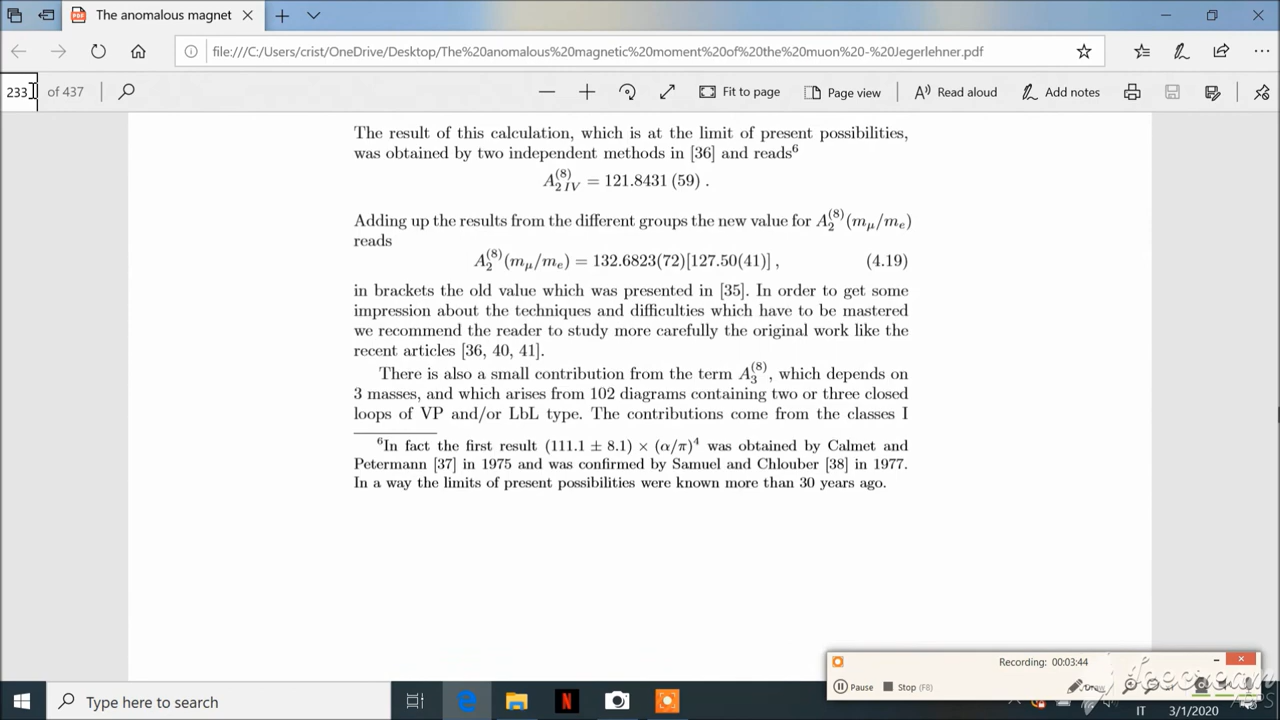 The anomalous magnet
file:///C:/Users/crist/OneDrive/Desktop/The%20anomalous%20magnetic%20moment%20of%20the%20muon%20-%20Jegerlehner.pdf
233 of 437 Fit to page Page view Read aloud Add notes
The result of this calculation, which is at the limit of present possibilities,
was obtained by two independent methods in [36] and reads⁶
A₂ IV⁽⁸⁾ = 121.8431 (59) .
Adding up the results from the different groups the new value for A₂⁽⁸⁾(mμ/mₑ)
reads
A₂⁽⁸⁾(mμ/mₑ) = 132.6823(72)[127.50(41)] , (4.19)
in brackets the old value which was presented in [35]. In order to get some
impression about the techniques and difficulties which have to be mastered
we recommend the reader to study more carefully the original work like the
recent articles [36, 40, 41].
There is also a small contribution from the term A₃⁽⁸⁾, which depends on
3 masses, and which arises from 102 diagrams containing two or three closed
loops of VP and/or LbL type. The contributions come from the classes I
⁶In fact the first result (111.1 ± 8.1) × (α/π)⁴ was obtained by Calmet and
Petermann [37] in 1975 and was confirmed by Samuel and Chlouber [38] in 1977.
In a way the limits of present possibilities were known more than 30 years ago.
Recording: 00:03:44
Pause Stop (F8) Draw
Type here to search
IT 3/1/2020